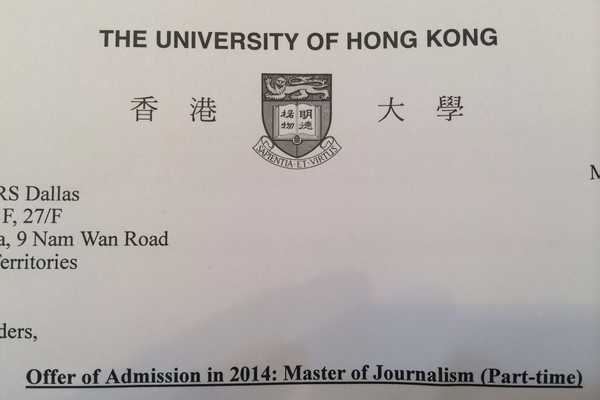 THE UNIVERSITY OF HONG KONG
香港大學
明德
格物
SAPIENTIA·ET·VIRTUS
M
RS Dallas
F, 27/F
a, 9 Nam Wan Road
erritories
ders,
Offer of Admission in 2014: Master of Journalism (Part-time)